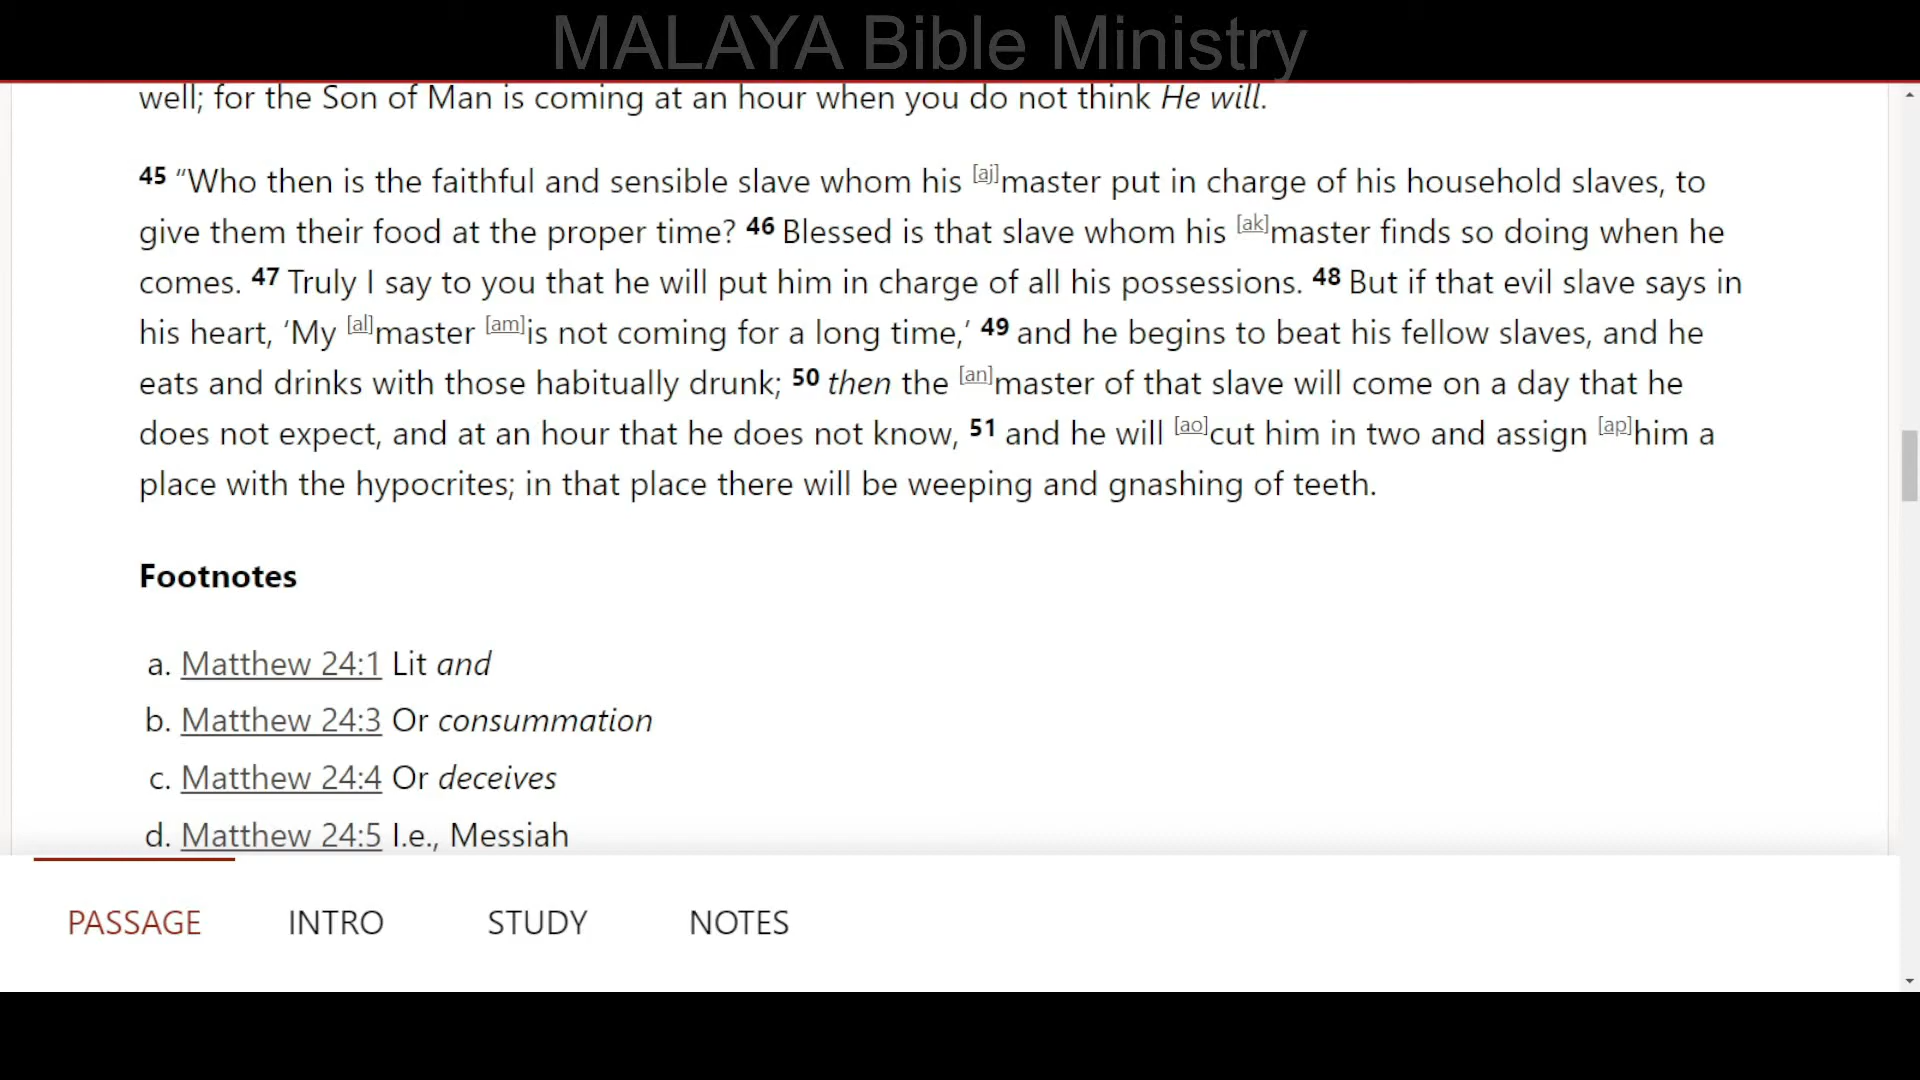 MALAYA Bible Ministry
well; for the Son of Man is coming at an hour when you do not think He will.
45 “Who then is the faithful and sensible slave whom his [aj]master put in charge of his household slaves, to
give them their food at the proper time? 46 Blessed is that slave whom his [ak]master finds so doing when he
comes. 47 Truly I say to you that he will put him in charge of all his possessions. 48 But if that evil slave says in
his heart, ‘My [al]master [am]is not coming for a long time,’ 49 and he begins to beat his fellow slaves, and he
eats and drinks with those habitually drunk; 50 then the [an]master of that slave will come on a day that he
does not expect, and at an hour that he does not know, 51 and he will [ao]cut him in two and assign [ap]him a
place with the hypocrites; in that place there will be weeping and gnashing of teeth.
Footnotes
a. Matthew 24:1 Lit and
b. Matthew 24:3 Or consummation
c. Matthew 24:4 Or deceives
d. Matthew 24:5 I.e., Messiah
PASSAGE INTRO STUDY NOTES